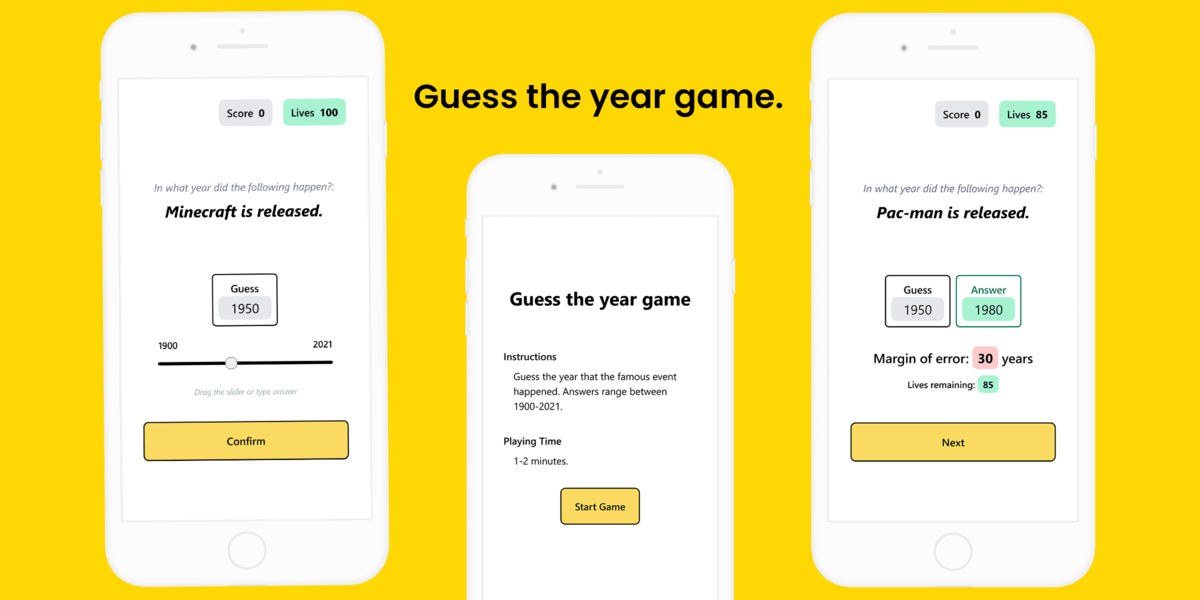 Guess the year game.
Score 0
Lives 100
In what year did the following happen?:
Minecraft is released.
Guess
1950
1900
2021
Drag the slider or type answer
Confirm
Guess the year game
Instructions
Guess the year that the famous event
happened. Answers range between
1900-2021.
Playing Time
1-2 minutes.
Start Game
Score 0
Lives 85
In what year did the following happen?:
Pac-man is released.
Guess
1950
Answer
1980
Margin of error: 30 years
Lives remaining: 85
Next